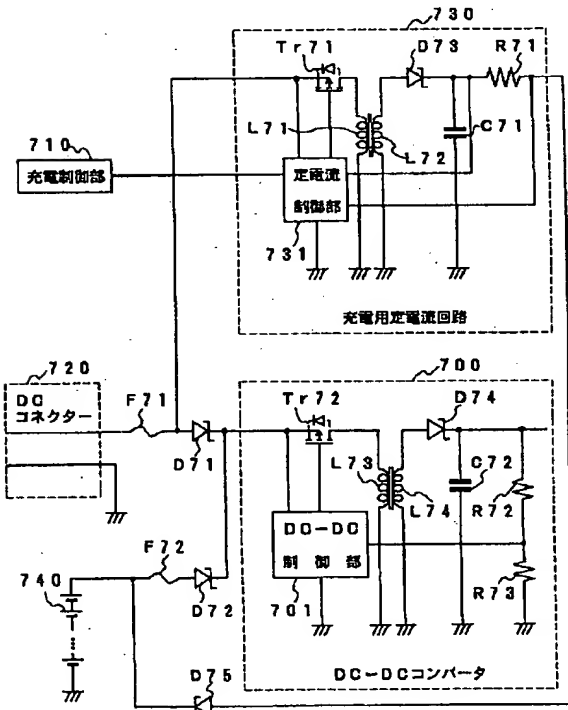 730
Tr71
D73
R71
L71
L72
C71
710
充電制御部
定電流
制御部
731
充電用定電流回路
720
DC
コネクター
F71
D71
700
Tr72
D74
L73
L74
C72
R72
DC-DC
制御部
701
R73
F72
740
D72
D75
DC-DCコンバータ